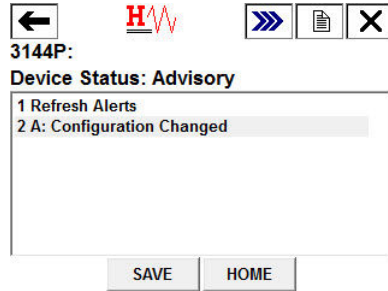 H
3144P:
Device Status: Advisory
1 Refresh Alerts
2 A: Configuration Changed
SAVE HOME